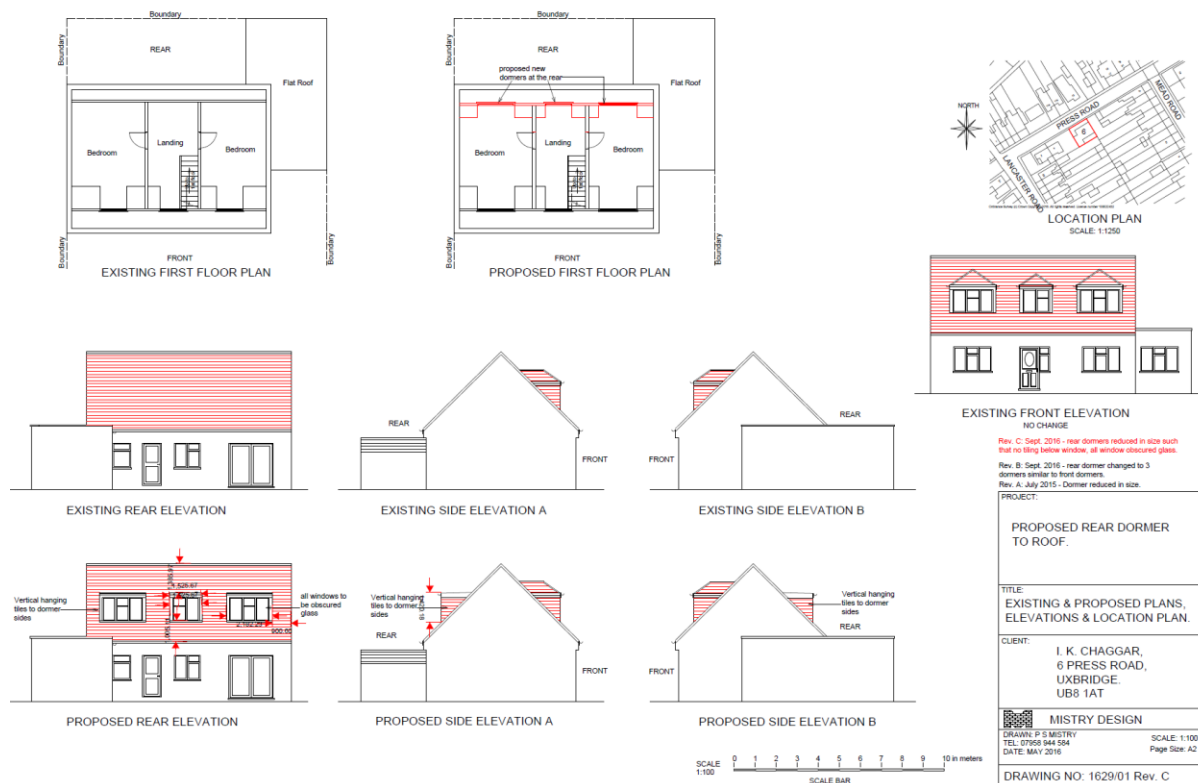 Boundary
Boundary
REAR
Flat Roof
Bedroom
Landing
Bedroom
FRONT
Boundary
Boundary
EXISTING FIRST FLOOR PLAN
Boundary
Boundary
REAR
proposed new
dormers at the rear
Flat Roof
Bedroom
Landing
Bedroom
FRONT
Boundary
Boundary
PROPOSED FIRST FLOOR PLAN
NORTH
PRESS ROAD
MEAD ROAD
LANCASTER ROAD
6
LOCATION PLAN
SCALE: 1:1250
EXISTING FRONT ELEVATION
NO CHANGE
EXISTING REAR ELEVATION
REAR
FRONT
EXISTING SIDE ELEVATION A
REAR
FRONT
EXISTING SIDE ELEVATION B
Vertical hanging
tiles to dormer
sides
all windows to
be obscured
glass
900.00
PROPOSED REAR ELEVATION
Vertical hanging
tiles to dormer
sides
REAR
FRONT
PROPOSED SIDE ELEVATION A
Vertical hanging
tiles to dormer
sides
REAR
FRONT
PROPOSED SIDE ELEVATION B
SCALE
1:100
0 1 2 3 4 5 6 7 8 9 10 in meters
SCALE BAR
Rev. C: Sept. 2016 - rear dormers reduced in size such
that no tiling below window, all window obscured glass.
Rev. B: Sept. 2016 - rear dormer changed to 3
dormers similar to front dormers.
Rev. A: July 2015 - Dormer reduced in size.
PROJECT:
PROPOSED REAR DORMER
TO ROOF.
TITLE:
EXISTING & PROPOSED PLANS,
ELEVATIONS & LOCATION PLAN.
CLIENT:
I. K. CHAGGAR,
6 PRESS ROAD,
UXBRIDGE.
UB8 1AT
MISTRY DESIGN
DRAWN: P S MISTRY
TEL: 07958 944 584
DATE: MAY 2016
SCALE: 1:100
Page Size: A2
DRAWING NO: 1629/01 Rev. C